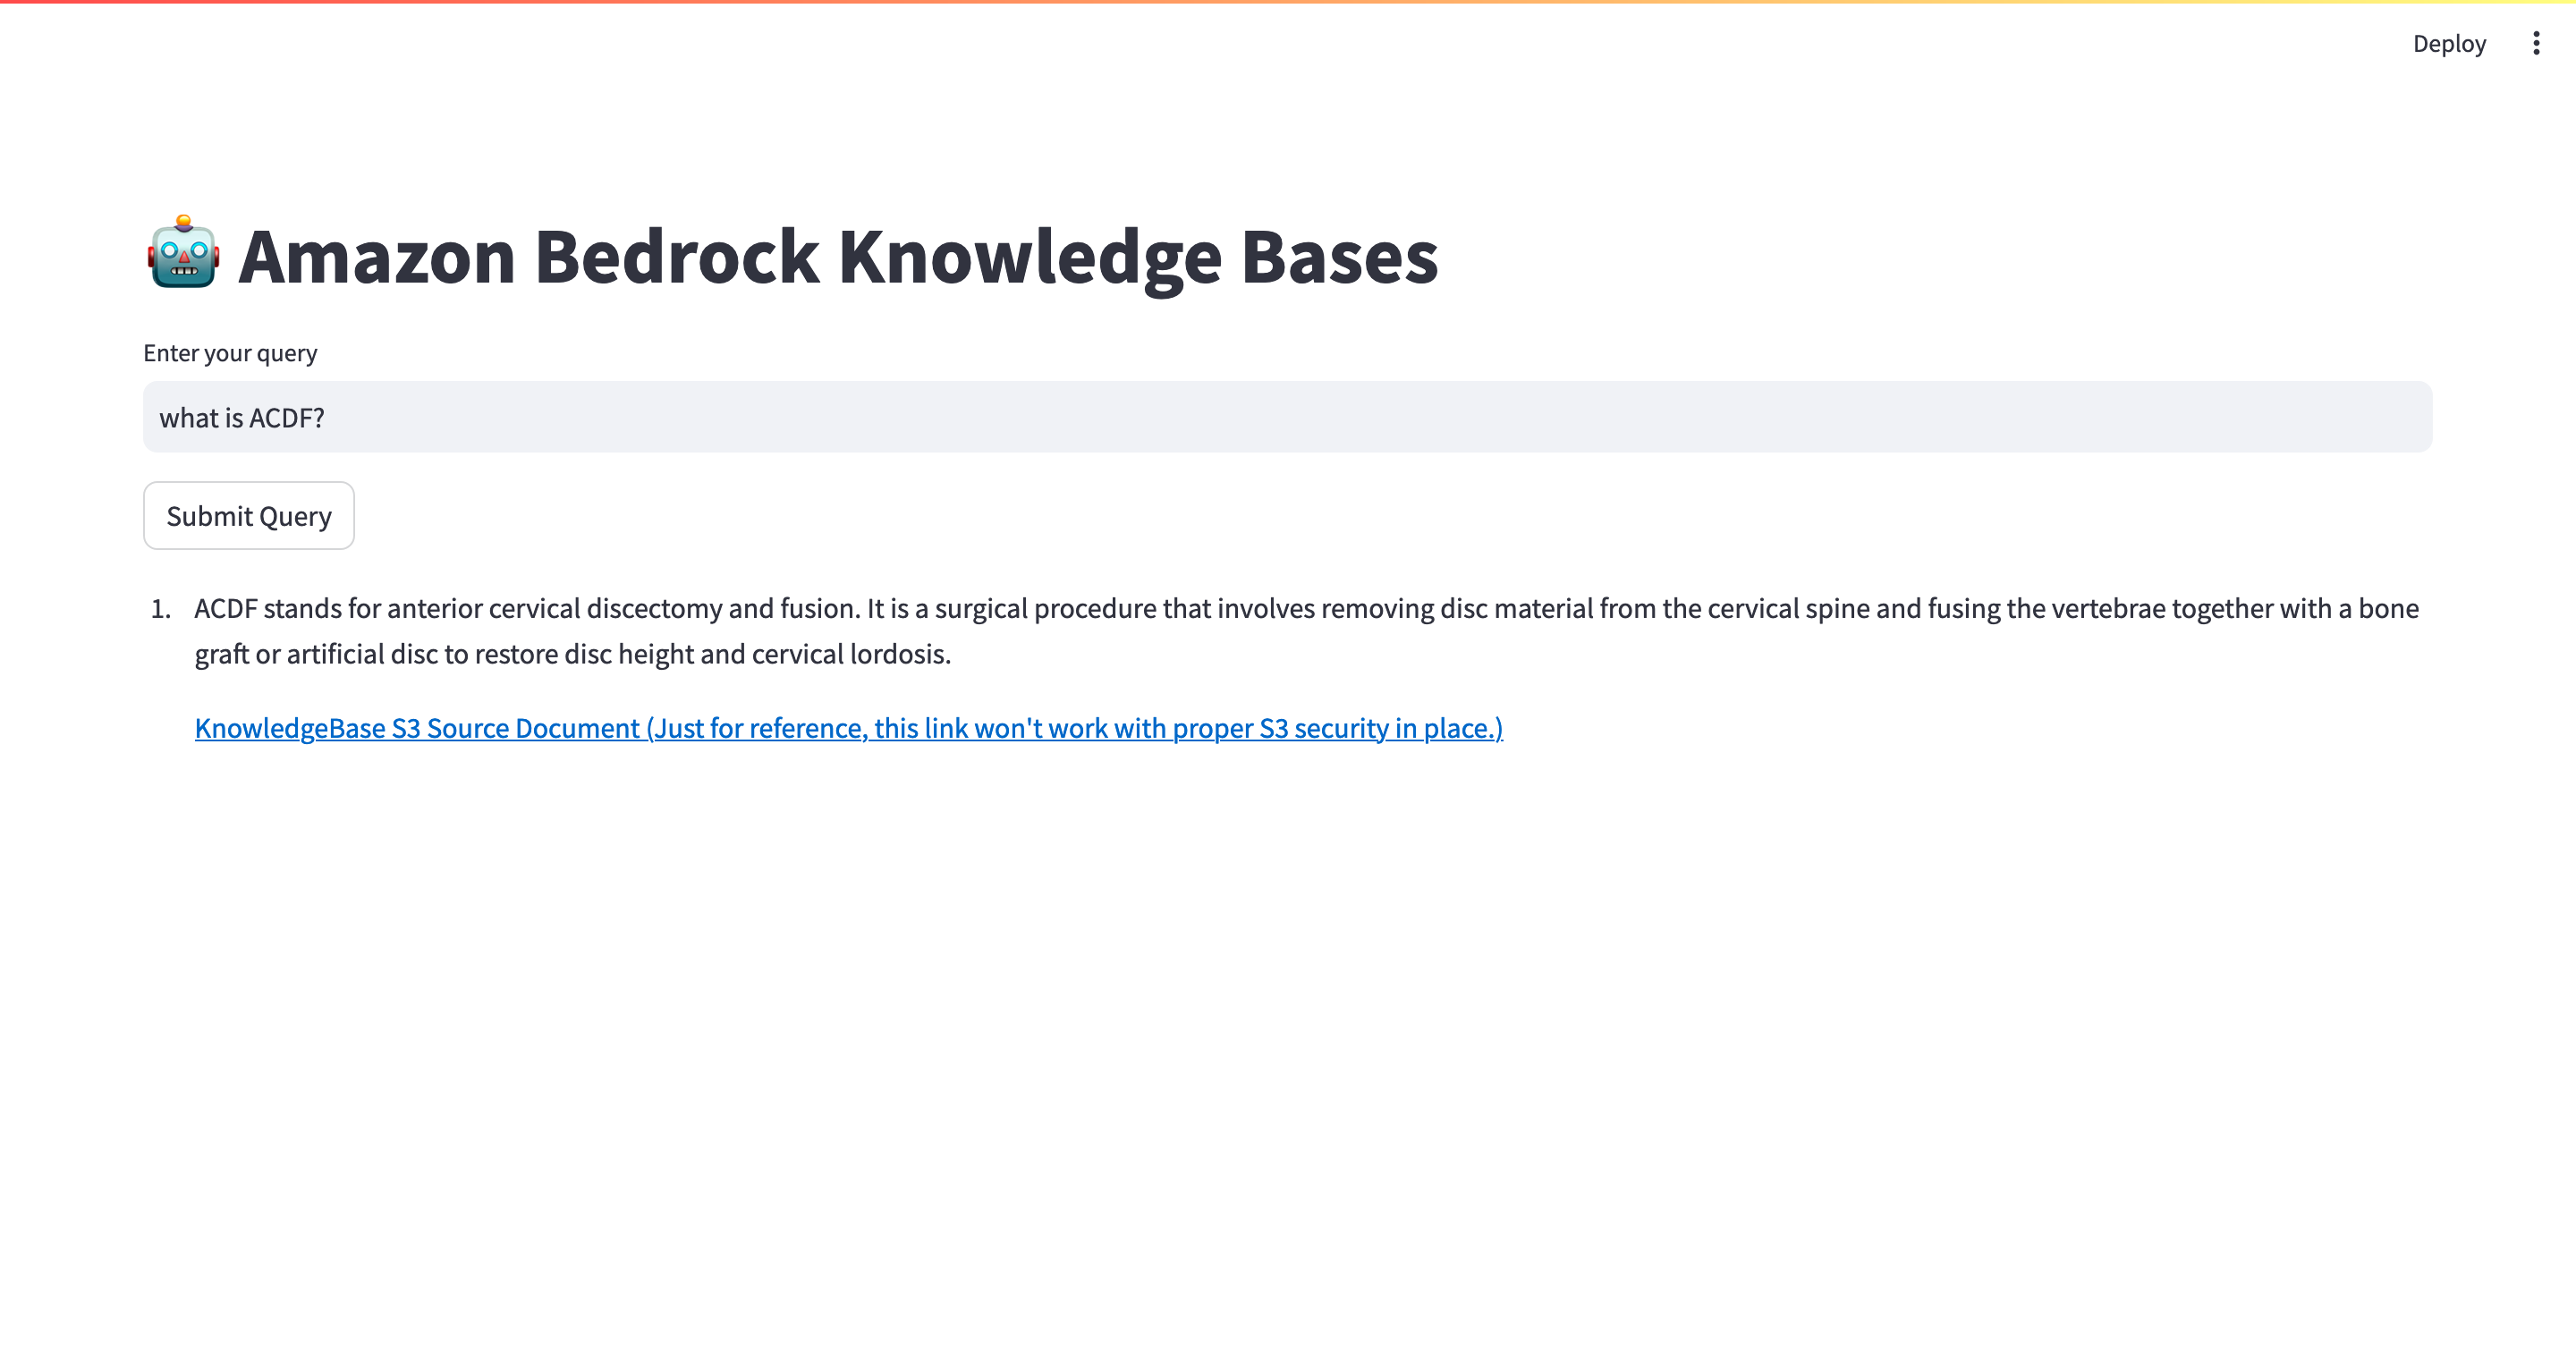 Deploy
Amazon Bedrock Knowledge Bases
Enter your query
what is ACDF?
Submit Query
1. ACDF stands for anterior cervical discectomy and fusion. It is a surgical procedure that involves removing disc material from the cervical spine and fusing the vertebrae together with a bone
graft or artificial disc to restore disc height and cervical lordosis.
KnowledgeBase S3 Source Document (Just for reference, this link won't work with proper S3 security in place.)